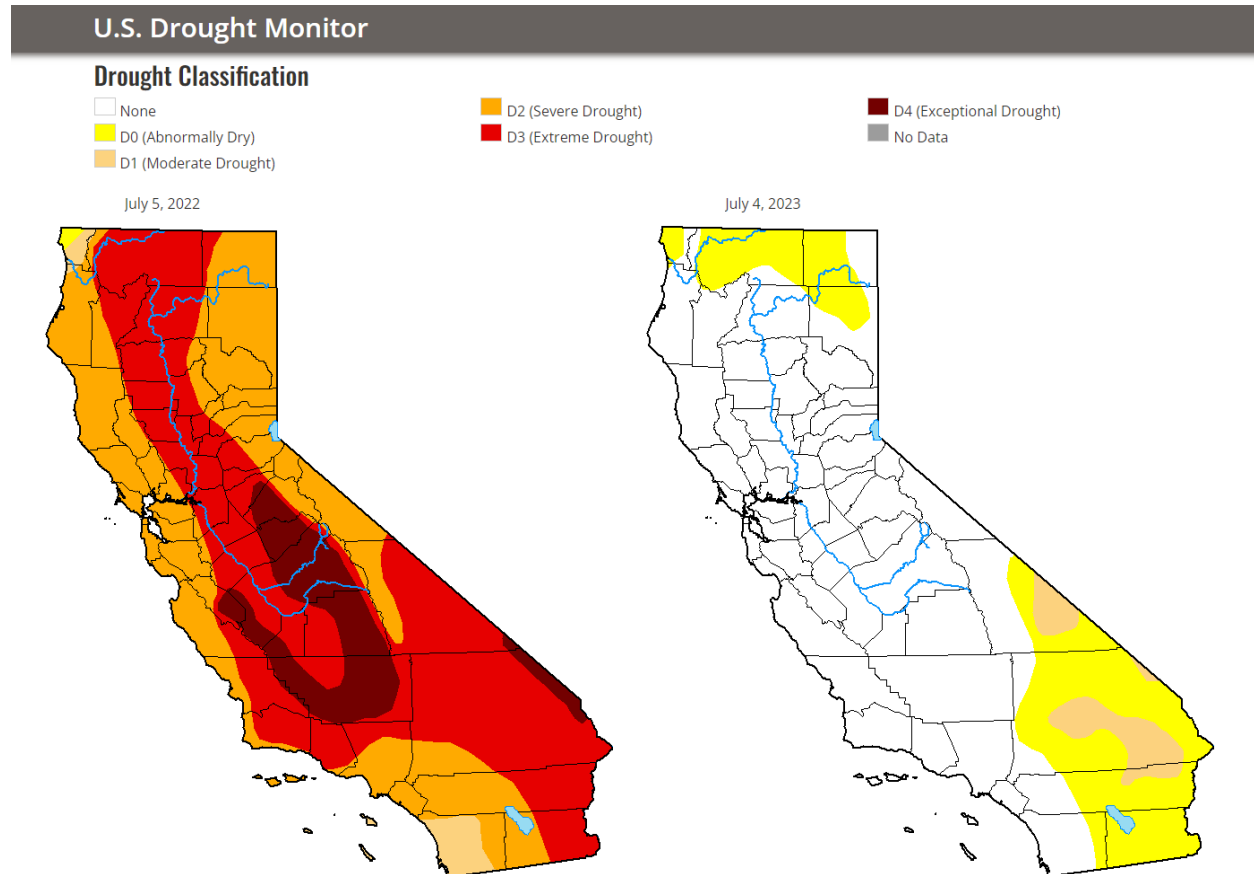 U.S. Drought Monitor
Drought Classification
None
D0 (Abnormally Dry)
D1 (Moderate Drought)
D2 (Severe Drought)
D3 (Extreme Drought)
D4 (Exceptional Drought)
No Data
July 5, 2022
July 4, 2023